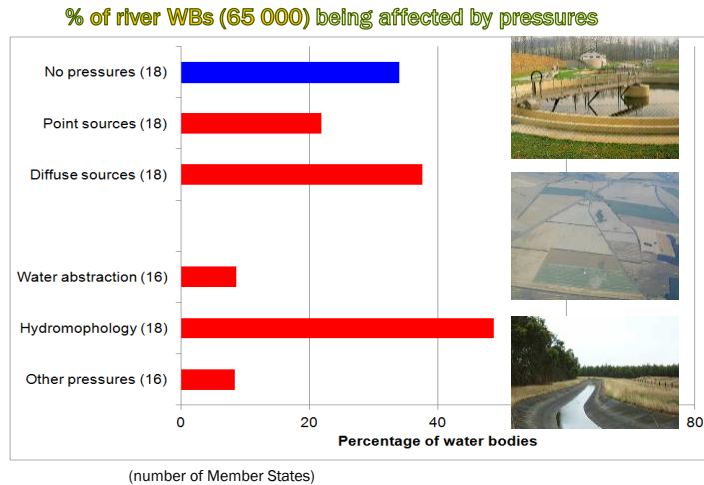 % of river WBs (65 000) being affected by pressures
No pressures (18)
Point sources (18)
Diffuse sources (18)
Water abstraction (16)
Hydromophology (18)
Other pressures (16)
0 20 40 80
Percentage of water bodies
(number of Member States)